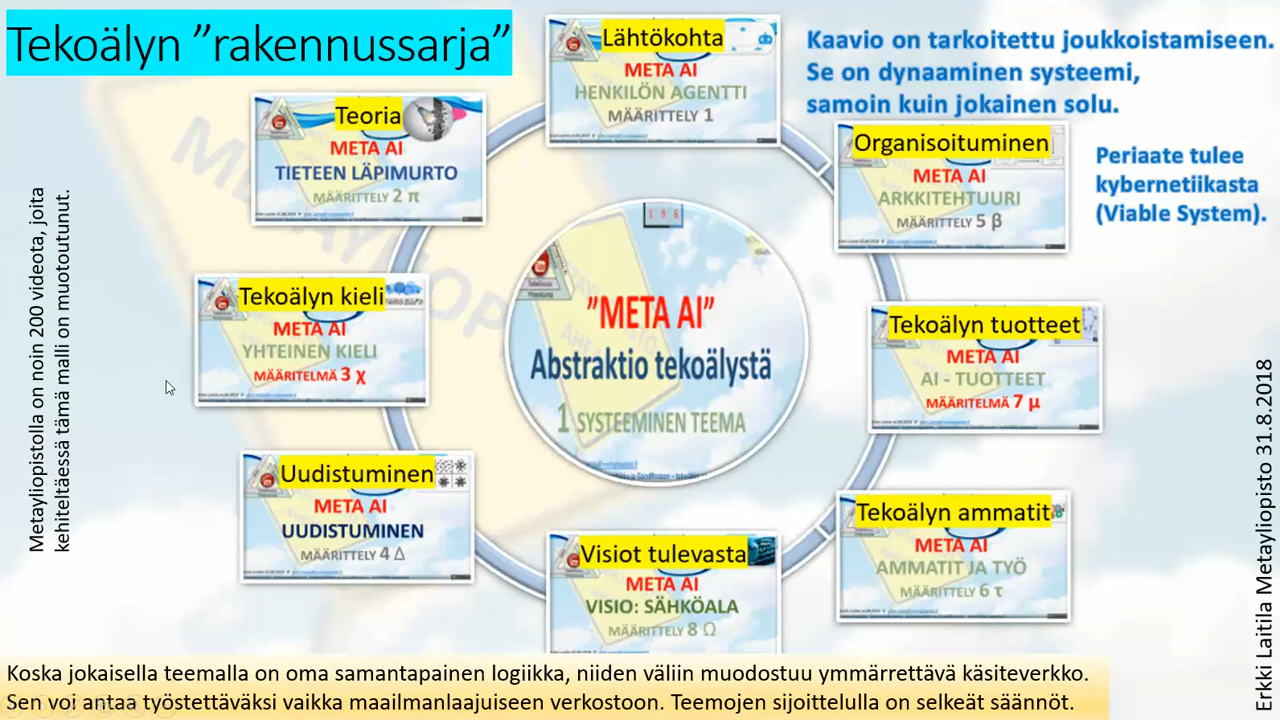 Tekoälyn ”rakennussarja”
Kaavio on tarkoitettu joukkoistamiseen.
Se on dynaaminen systeemi,
samoin kuin jokainen solu.
Periaate tulee
kybernetiikasta
(Viable System).
Lähtökohta
META AI
HENKILÖN AGENTTI
MÄÄRITTELY 1
Organisoituminen
META AI
ARKKITEHTUURI
MÄÄRITTELY 5 β
Tekoälyn tuotteet
META AI
AI - TUOTTEET
MÄÄRITELMÄ 7 μ
Tekoälyn ammatit
META AI
AMMATIT JA TYÖ
MÄÄRITTELY 6 τ
Visiot tulevasta
META AI
VISIO: SÄHKÖALA
MÄÄRITTELY 8 Ω
Uudistuminen
META AI
UUDISTUMINEN
MÄÄRITTELY 4 Δ
Tekoälyn kieli
META AI
YHTEINEN KIELI
MÄÄRITELMÄ 3 χ
Teoria
META AI
TIETEEN LÄPIMURTO
MÄÄRITTELY 2 π
1 9 6
”META AI”
Abstraktio tekoälystä
1 SYSTEEMINEN TEEMA
Metayliopistolla on noin 200 videota, joita
kehiteltäessä tämä malli on muotoutunut.
Erkki Laitila Metayliopisto 31.8.2018
Koska jokaisella teemalla on oma samantapainen logiikka, niiden väliin muodostuu ymmärrettävä käsiteverkko.
Sen voi antaa työstettäväksi vaikka maailmanlaajuiseen verkostoon. Teemojen sijoittelulla on selkeät säännöt.